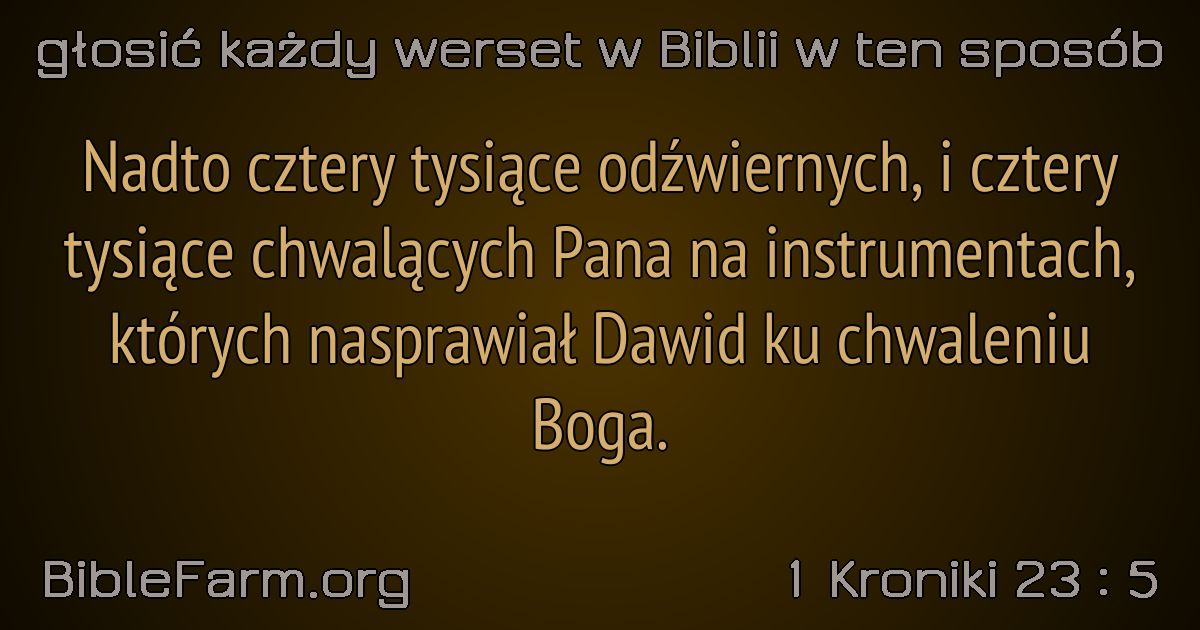 głosić każdy werset w Biblii w ten sposób
Nadto cztery tysiące odźwiernych, i cztery
tysiące chwalących Pana na instrumentach,
których nasprawiał Dawid ku chwaleniu
Boga.
BibleFarm.org
1 Kroniki 23 : 5